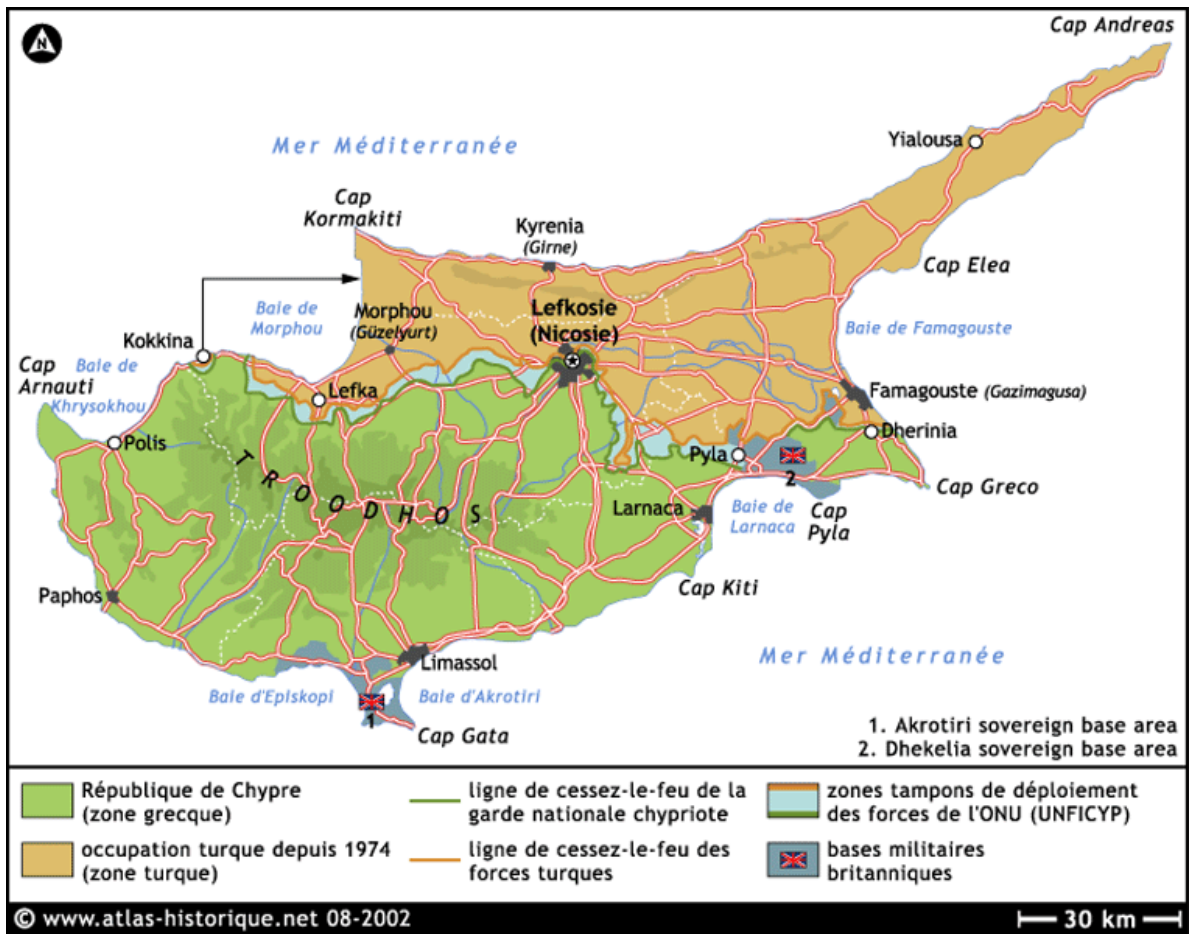 Cap Andreas
N
Yialousa
Mer Méditerranée
Cap
Kormakiti
Kyrenia
(Girne)
Cap Elea
Baie de
Morphou
Morphou
(Güzelyurt)
Lefkosie
(Nicosie)
Baie de Famagouste
Kokkina
Cap
Arnauti
Baie de
Khrysokhou
Lefka
Famagouste (Gazimagusa)
Polis
Dherinia
Pyla
TROODHOS
2
Cap Greco
Larnaca
Baie de
Larnaca
Cap
Pyla
Cap Kiti
Paphos
Limassol
Mer Méditerranée
Baie d'Episkopi
Baie d'Akrotiri
1
Cap Gata
1. Akrotiri sovereign base area
2. Dhekelia sovereign base area
République de Chypre
(zone grecque)
occupation turque depuis 1974
(zone turque)
ligne de cessez-le-feu de la
garde nationale chypriote
ligne de cessez-le-feu des
forces turques
zones tampons de déploiement
des forces de l'ONU (UNFICYP)
bases militaires
britanniques
© www.atlas-historique.net 08-2002
30 km